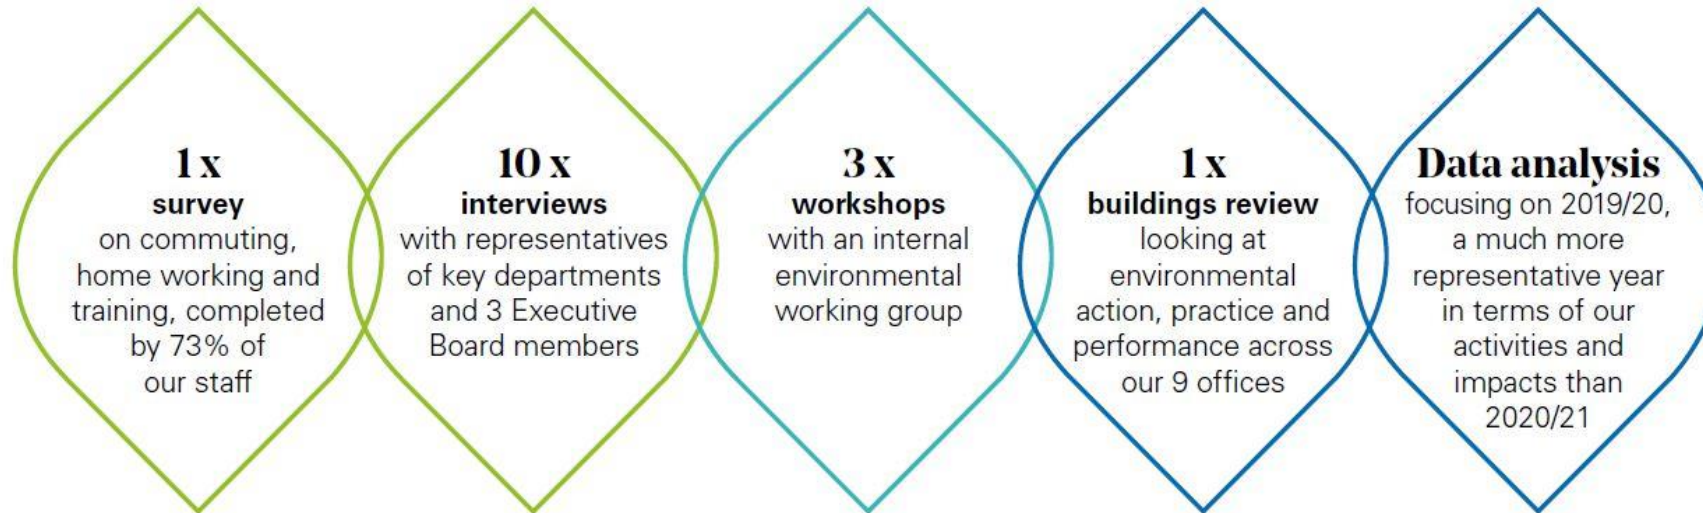 1 x
survey
on commuting,
home working and
training, completed
by 73% of
our staff
10 x
interviews
with representatives
of key departments
and 3 Executive
Board members
3 x
workshops
with an internal
environmental
working group
1 x
buildings review
looking at
environmental
action, practice and
performance across
our 9 offices
Data analysis
focusing on 2019/20,
a much more
representative year
in terms of our
activities and
impacts than
2020/21